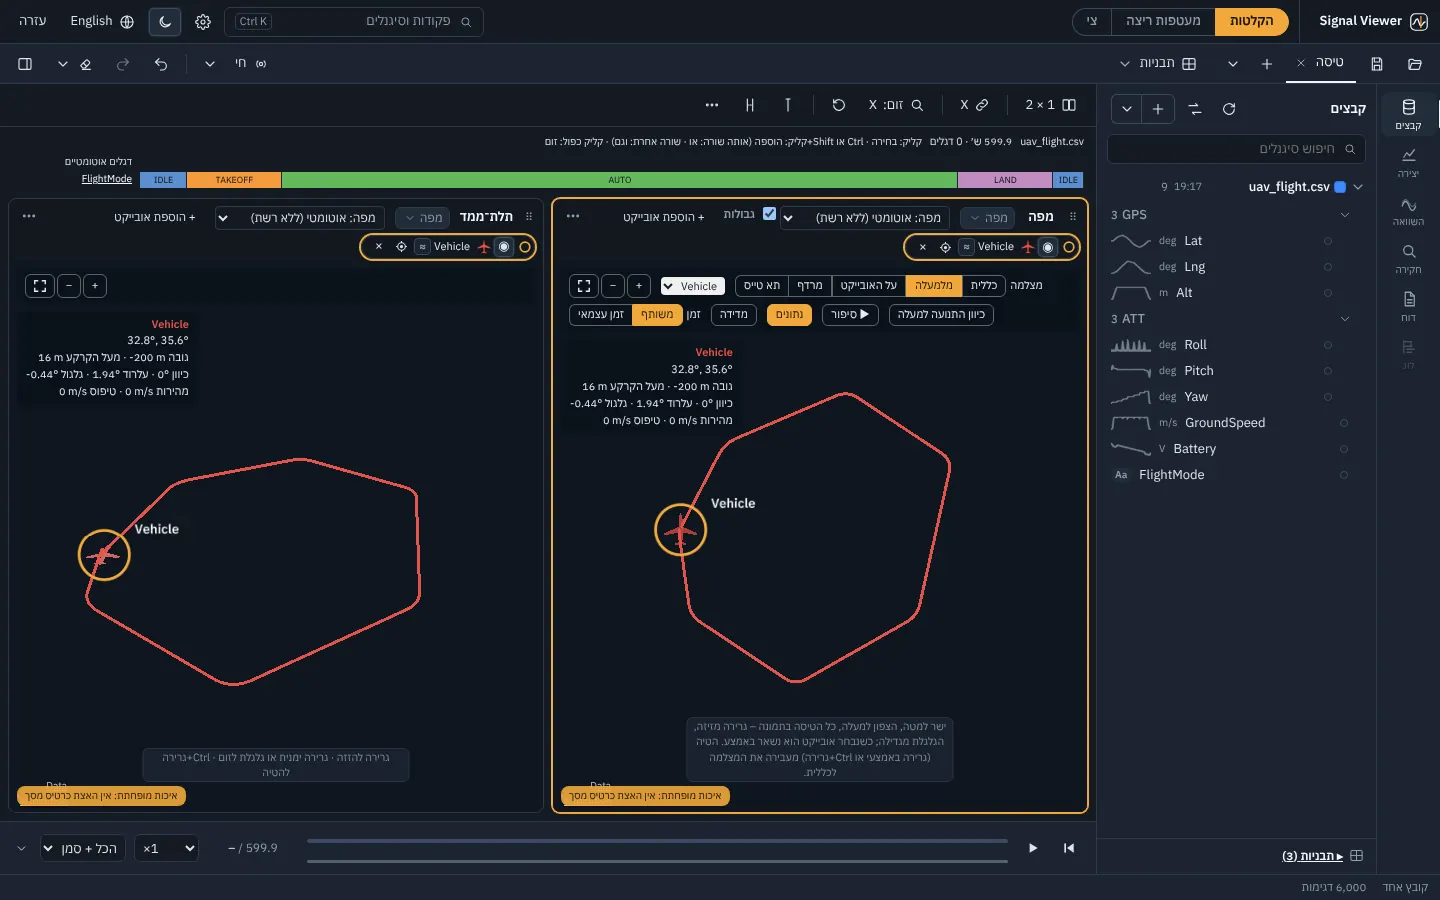 Signal Viewer
הקלטות
מעטפות ריצה
צי
פקודות וסיגנלים
Ctrl K
English
עזרה
טיסה ×
תבניות
חי
2 × 1
X
זום: X
קבצים
יצירה
השוואה
חקירה
דוח
לוג
קבצים
חיפוש סיגנלים
uav_flight.csv
19:17 9
3 GPS
Lat deg
Lng deg
Alt m
3 ATT
Roll deg
Pitch deg
Yaw deg
GroundSpeed m/s
Battery V
FlightMode Aa
▸ תבניות (3)
uav_flight.csv 599.9 ש׳ · 0 דגלים קליק: בחירה · Ctrl או Shift+קליק: הוספה (אותה שורה: או · שורה אחרת: וגם) · קליק כפול: זום
דגלים אוטומטיים
FlightMode
IDLE TAKEOFF AUTO LAND IDLE
מפה
מפה
מפה: אוטומטי (ללא רשת)
גבולות
+ הוספת אובייקט
Vehicle
מצלמה
כללית
מלמעלה
על האובייקט
מרדף
תא טייס
Vehicle
+ −
כיוון התנועה למעלה
▶ סיפור
נתונים
מדידה
זמן
משותף
זמן עצמאי
Vehicle
32.8°, 35.6°
גובה 200 m- · מעל הקרקע 16 m
כיוון 0° · עלרוד 1.94° · גלגול 0.44°-
מהירות 0 m/s · טיפוס 0 m/s
Vehicle
ישר למטה, הצפון למעלה, כל הטיסה בתמונה – גרירה מזיזה,
הגלגלת מגדילה; כשנבחר אובייקט הוא נשאר באמצע. הטיה
(גרירה באמצעי או Ctrl+גרירה) מעבירה את המצלמה
לכללית.
איכות מופחתת: אין האצת כרטיס מסך
תלת־ממד
מפה
מפה: אוטומטי (ללא רשת)
+ הוספת אובייקט
Vehicle
+ −
Vehicle
32.8°, 35.6°
גובה 200 m- · מעל הקרקע 16 m
כיוון 0° · עלרוד 1.94° · גלגול 0.44°-
מהירות 0 m/s · טיפוס 0 m/s
Vehicle
גרירה להזזה · גרירה ימנית או גלגלת לזום · Ctrl+גרירה
להטיה
איכות מופחתת: אין האצת כרטיס מסך
– / 599.9
×1
הכל + סמן
קובץ אחד
6,000 דגימות